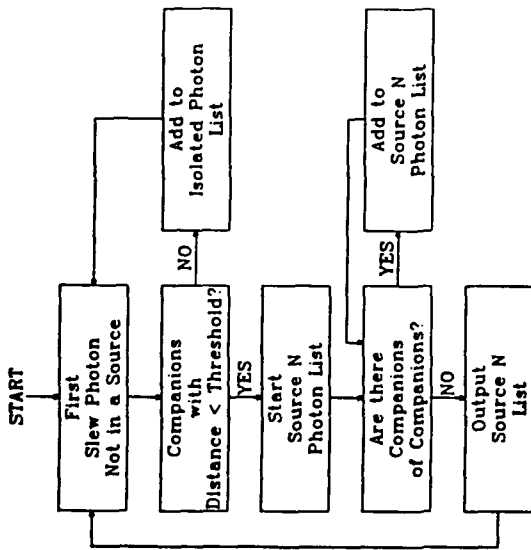 START
First
Slew Photon
Not in a Source
Companions
with
Distance < Threshold?
NO
Add to
Isolated Photon
List
YES
Start
Source N
Photon List
Are there
Companions
of Companions?
YES
Add to
Source N
Photon List
NO
Output
Source N
List